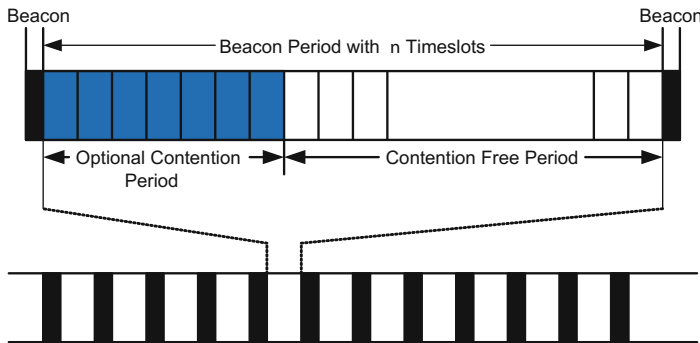 Beacon
Beacon
Beacon Period with n Timeslots
Optional Contention
Period
Contention Free Period